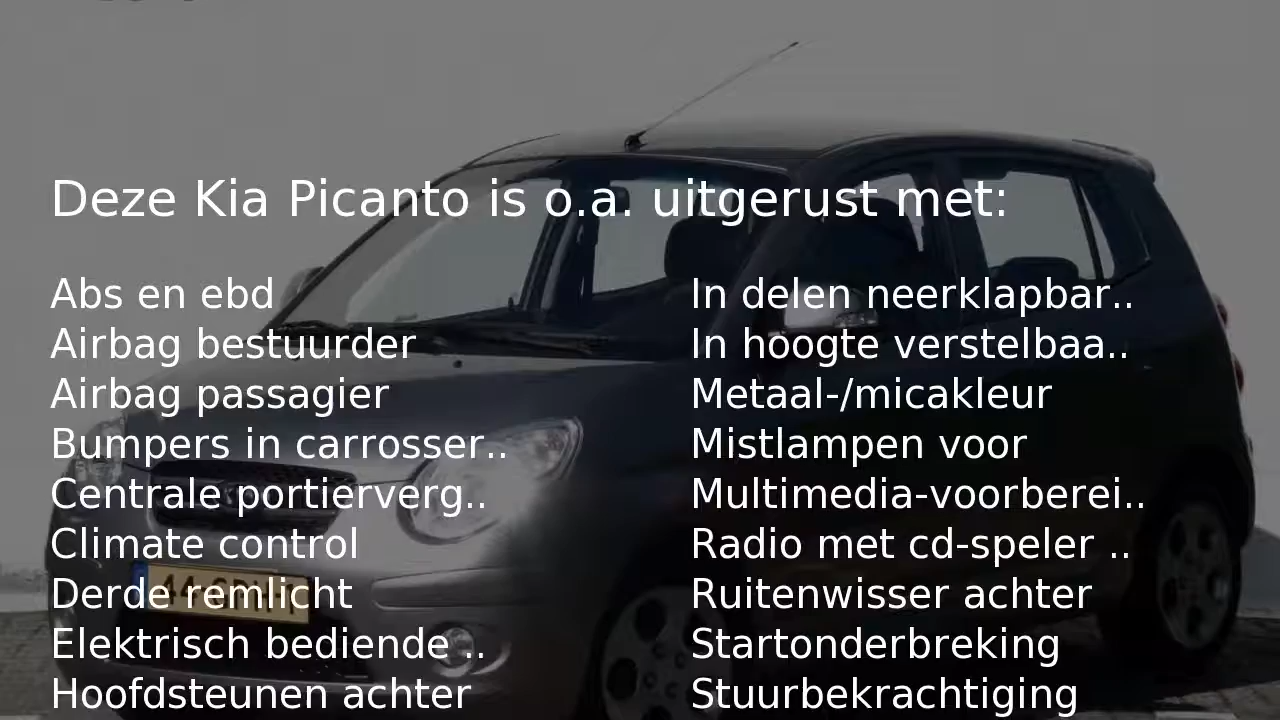 Deze Kia Picanto is o.a. uitgerust met:
Abs en ebd
Airbag bestuurder
Airbag passagier
Bumpers in carrosser..
Centrale portierverg..
Climate control
Derde remlicht
Elektrisch bediende ..
Hoofdsteunen achter
In delen neerklapbar..
In hoogte verstelbaa..
Metaal-/micakleur
Mistlampen voor
Multimedia-voorberei..
Radio met cd-speler ..
Ruitenwisser achter
Startonderbreking
Stuurbekrachtiging